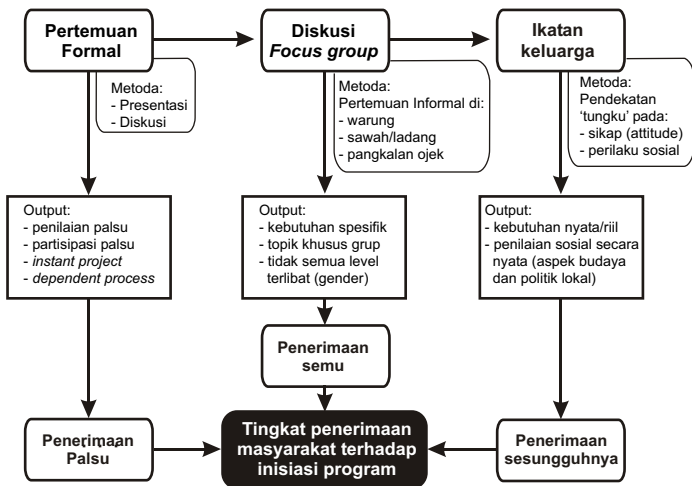 Pertemuan
Formal
Diskusi
Focus group
Ikatan
keluarga
Metoda:
- Presentasi
- Diskusi
Metoda:
Pertemuan Informal di:
- warung
- sawah/ladang
- pangkalan ojek
Metoda:
Pendekatan
‘tungku’ pada:
- sikap (attitude)
- perilaku sosial
Output:
- penilaian palsu
- partisipasi palsu
- instant project
- dependent process
Output:
- kebutuhan spesifik
- topik khusus grup
- tidak semua level
terlibat (gender)
Output:
- kebutuhan nyata/riil
- penilaian sosial secara
nyata (aspek budaya
dan politik lokal)
Penerimaan
semu
Penerimaan
Palsu
Tingkat penerimaan
masyarakat terhadap
inisiasi program
Penerimaan
sesungguhnya